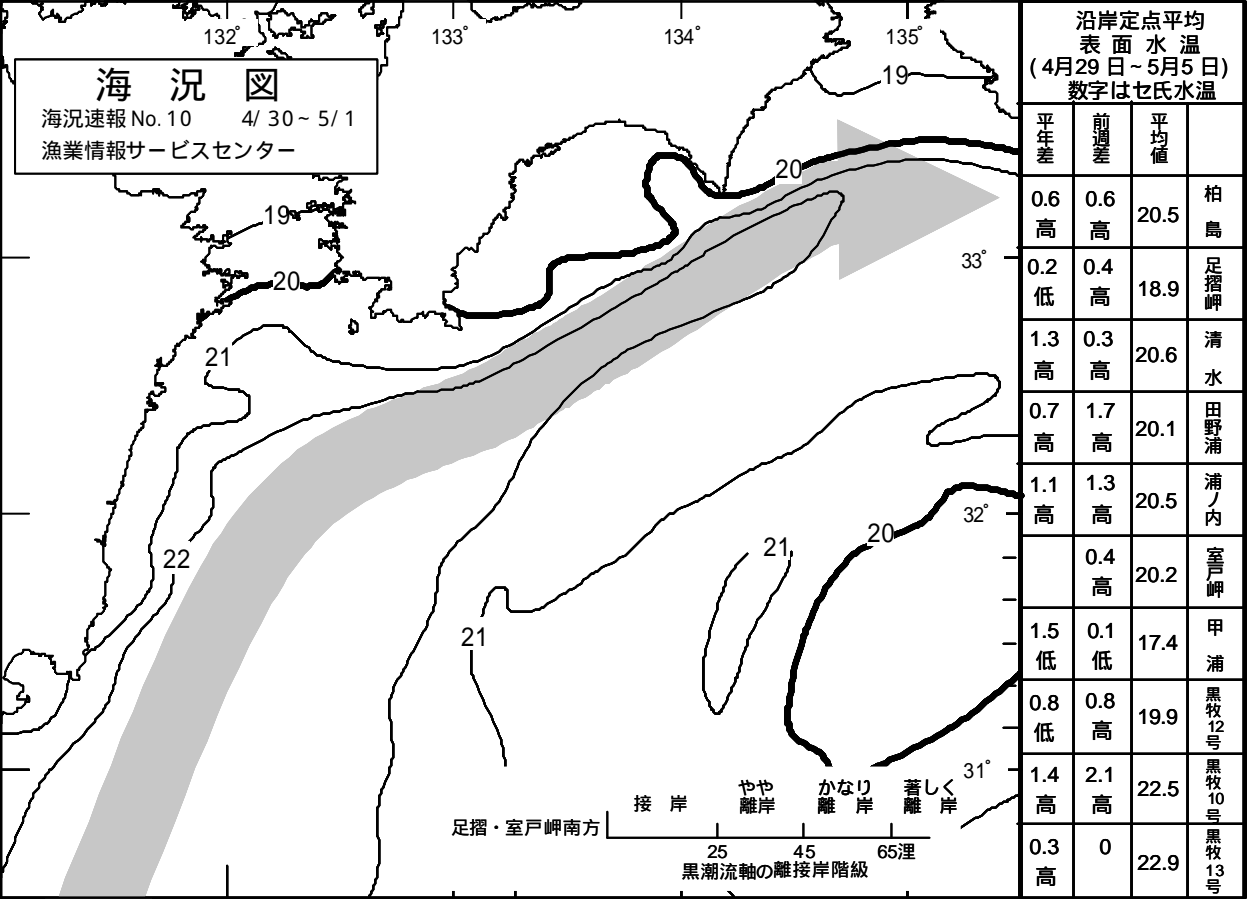 132°
133°
134°
135°
海 況 図
海況速報 No. 10 4/ 30 ~ 5/ 1
漁業情報サービスセンター
19
20
19
20
21
22
33°
32°
20
21
21
31°
接 岸
やや
離岸
かなり
離 岸
著しく
離 岸
足摺・室戸岬南方
25 45 65浬
黒潮流軸の離接岸階級
沿岸定点平均
表 面 水 温
( 4月29 日~5月5 日)
数字はセ氏水温
平年差 前週差 平均値
0.6高 0.6高 20.5 柏島
0.2低 0.4高 18.9 足摺岬
1.3高 0.3高 20.6 清水
0.7高 1.7高 20.1 田野浦
1.1高 1.3高 20.5 浦ノ内
0.4高 20.2 室戸岬
1.5低 0.1低 17.4 甲浦
0.8低 0.8高 19.9 黒牧12号
1.4高 2.1高 22.5 黒牧10号
0.3高 0 22.9 黒牧13号